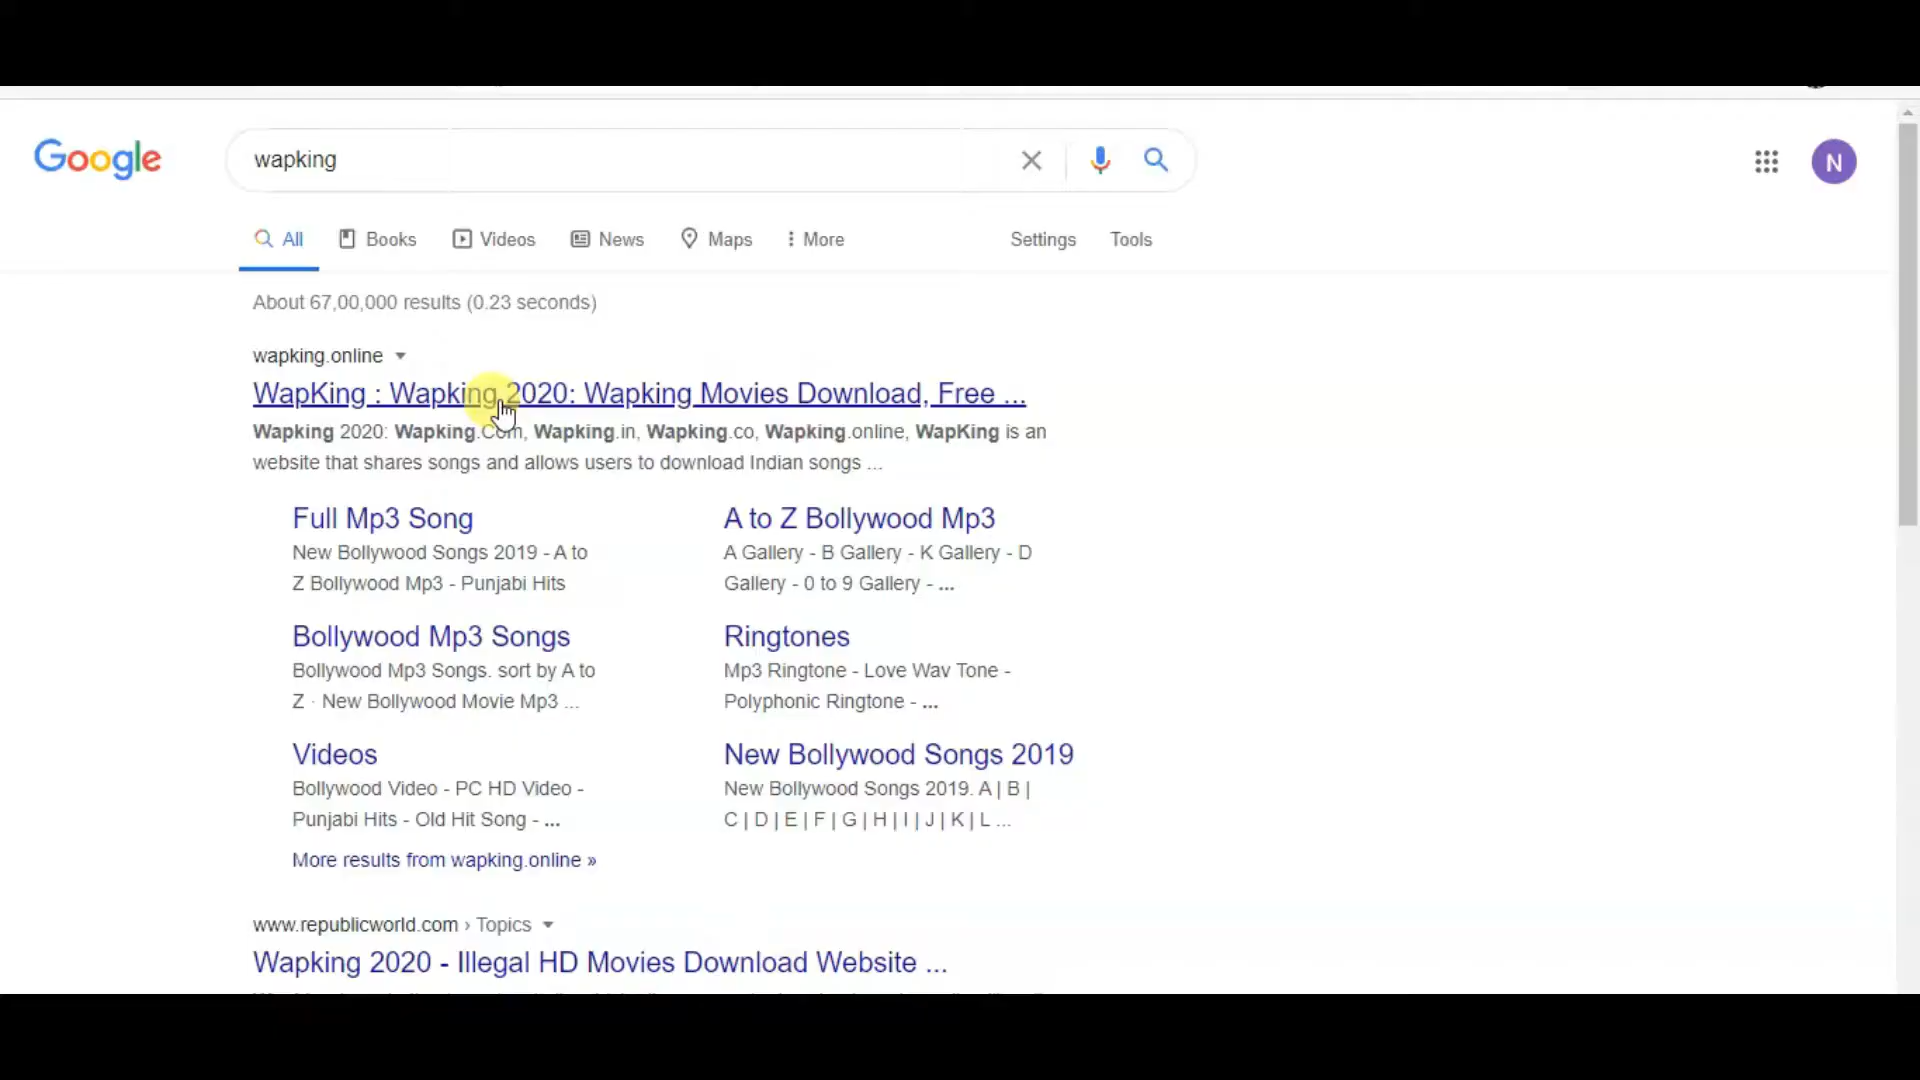 Google
wapking
N
All
Books
Videos
News
Maps
More
Settings
Tools
About 67,00,000 results (0.23 seconds)
wapking.online
WapKing : Wapking 2020: Wapking Movies Download, Free ...
Wapking 2020: Wapking.Com, Wapking.in, Wapking.co, Wapking.online, WapKing is an
website that shares songs and allows users to download Indian songs ...
Full Mp3 Song
New Bollywood Songs 2019 - A to
Z Bollywood Mp3 - Punjabi Hits
A to Z Bollywood Mp3
A Gallery - B Gallery - K Gallery - D
Gallery - 0 to 9 Gallery - ...
Bollywood Mp3 Songs
Bollywood Mp3 Songs. sort by A to
Z · New Bollywood Movie Mp3 ...
Ringtones
Mp3 Ringtone - Love Wav Tone -
Polyphonic Ringtone - ...
Videos
Bollywood Video - PC HD Video -
Punjabi Hits - Old Hit Song - ...
New Bollywood Songs 2019
New Bollywood Songs 2019. A | B |
C | D | E | F | G | H | I | J | K | L ...
More results from wapking.online »
www.republicworld.com › Topics
Wapking 2020 - Illegal HD Movies Download Website ...